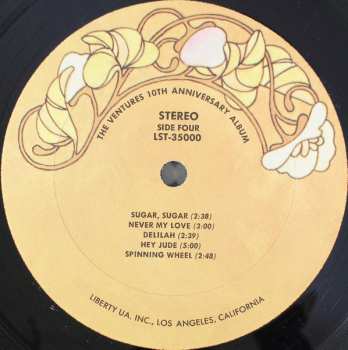 THE VENTURES 10TH ANNIVERSARY ALBUM
STEREO
SIDE FOUR
LST-35000
SUGAR, SUGAR (2:38)
NEVER MY LOVE (3:00)
DELILAH (2:39)
HEY JUDE (5:00)
SPINNING WHEEL (2:48)
LIBERTY UA. INC., LOS ANGELES, CALIFORNIA